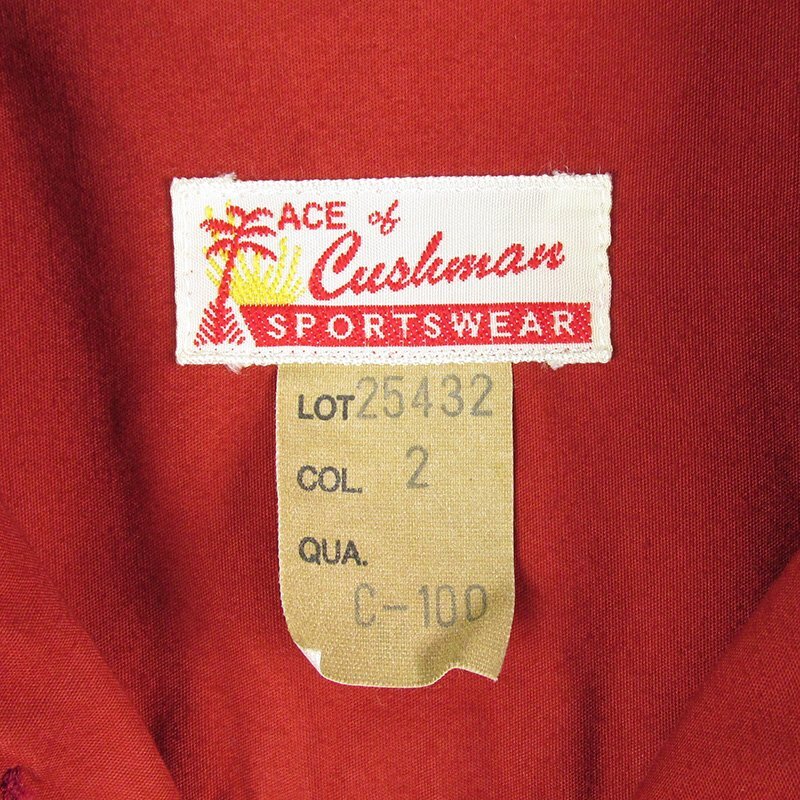 ACE of
Cushman
SPORTSWEAR
LOT 25432
COL. 2
QUA.
C-100